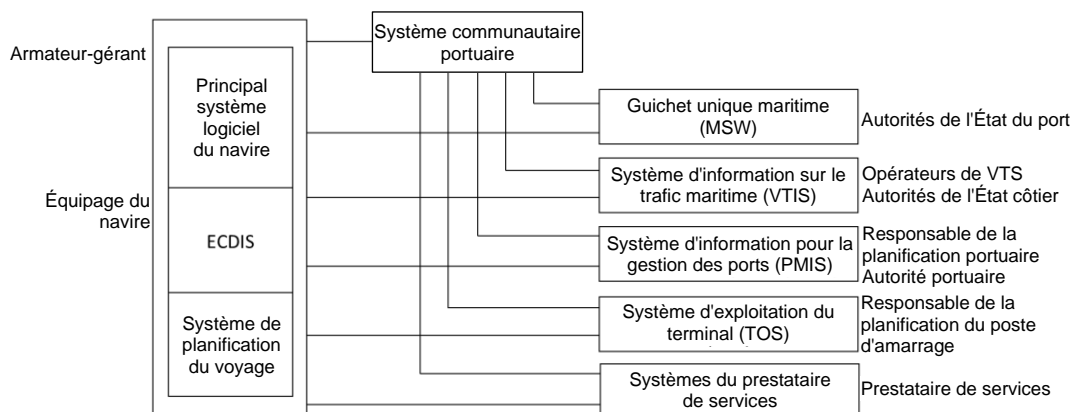 Armateur-gérant
Équipage du
navire
Principal
système
logiciel
du navire
ECDIS
Système de
planification
du voyage
Système communautaire
portuaire
Guichet unique maritime
(MSW)
Autorités de l'État du port
Système d'information sur le
trafic maritime (VTIS)
Opérateurs de VTS
Autorités de l'État côtier
Système d'information pour la
gestion des ports (PMIS)
Responsable de la
planification portuaire
Autorité portuaire
Système d'exploitation du
terminal (TOS)
Responsable de la
planification du poste
d'amarrage
Systèmes du prestataire
de services
Prestataire de services